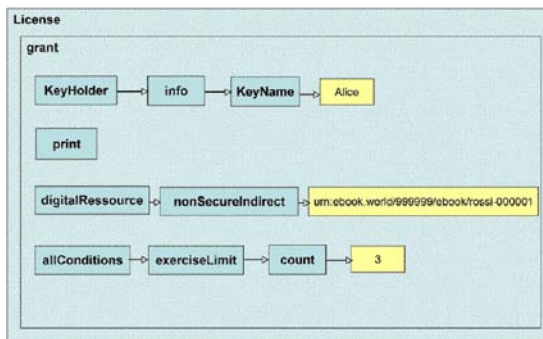 License
grant
KeyHolder info KeyName Alice
print
digitalRessource nonSecureIndirect urn:ebook.world/999999/ebook/rossi-000001
allConditions exerciseLimit count 3